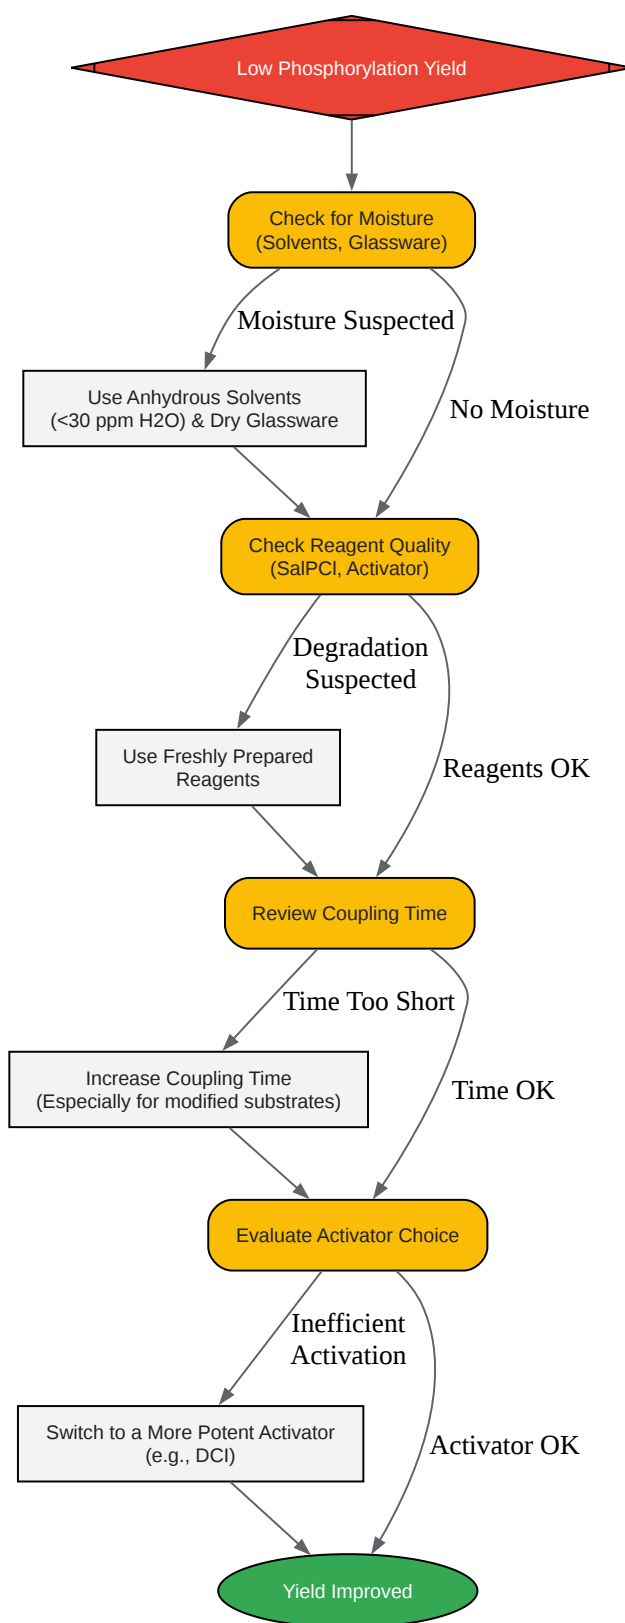 Low Phosphorylation Yield
Check for Moisture
(Solvents, Glassware)
Moisture Suspected
Use Anhydrous Solvents
(<30 ppm H2O) & Dry Glassware
No Moisture
Check Reagent Quality
(SalPCl, Activator)
Degradation
Suspected
Use Freshly Prepared
Reagents
Reagents OK
Review Coupling Time
Time Too Short
Increase Coupling Time
(Especially for modified substrates)
Time OK
Evaluate Activator Choice
Inefficient
Activation
Switch to a More Potent Activator
(e.g., DCI)
Activator OK
Yield Improved